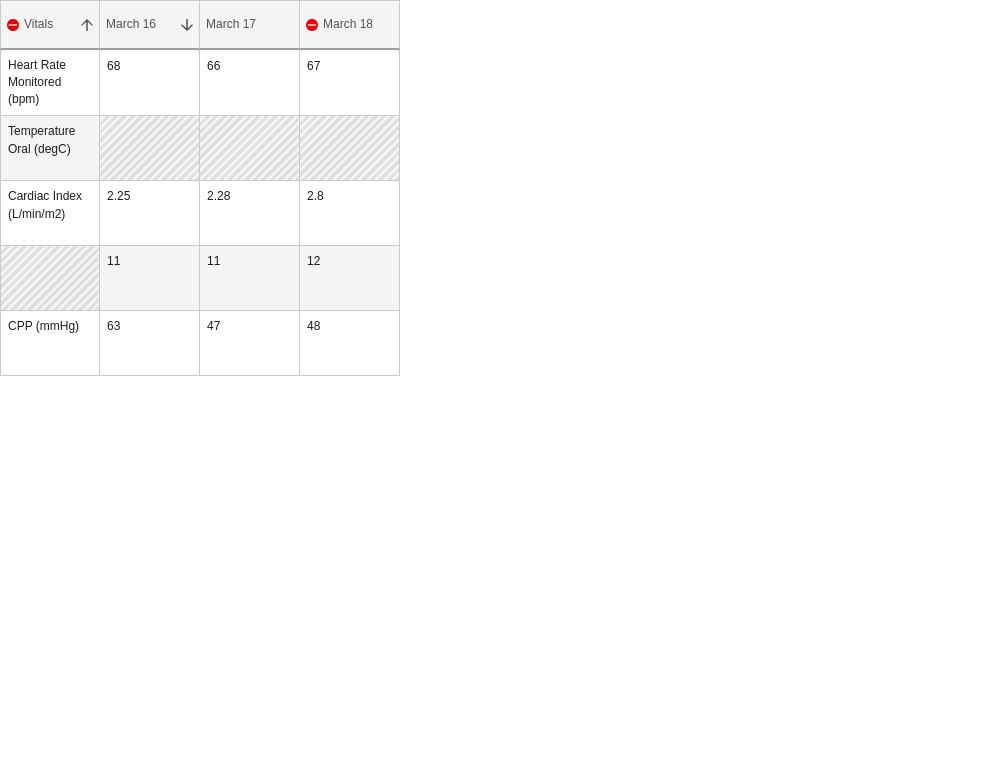 Vitals March 16 March 17 March 18
Heart Rate
Monitored
(bpm)
68 66 67
Temperature
Oral (degC)
Cardiac Index
(L/min/m2)
2.25 2.28 2.8
11 11 12
CPP (mmHg) 63 47 48